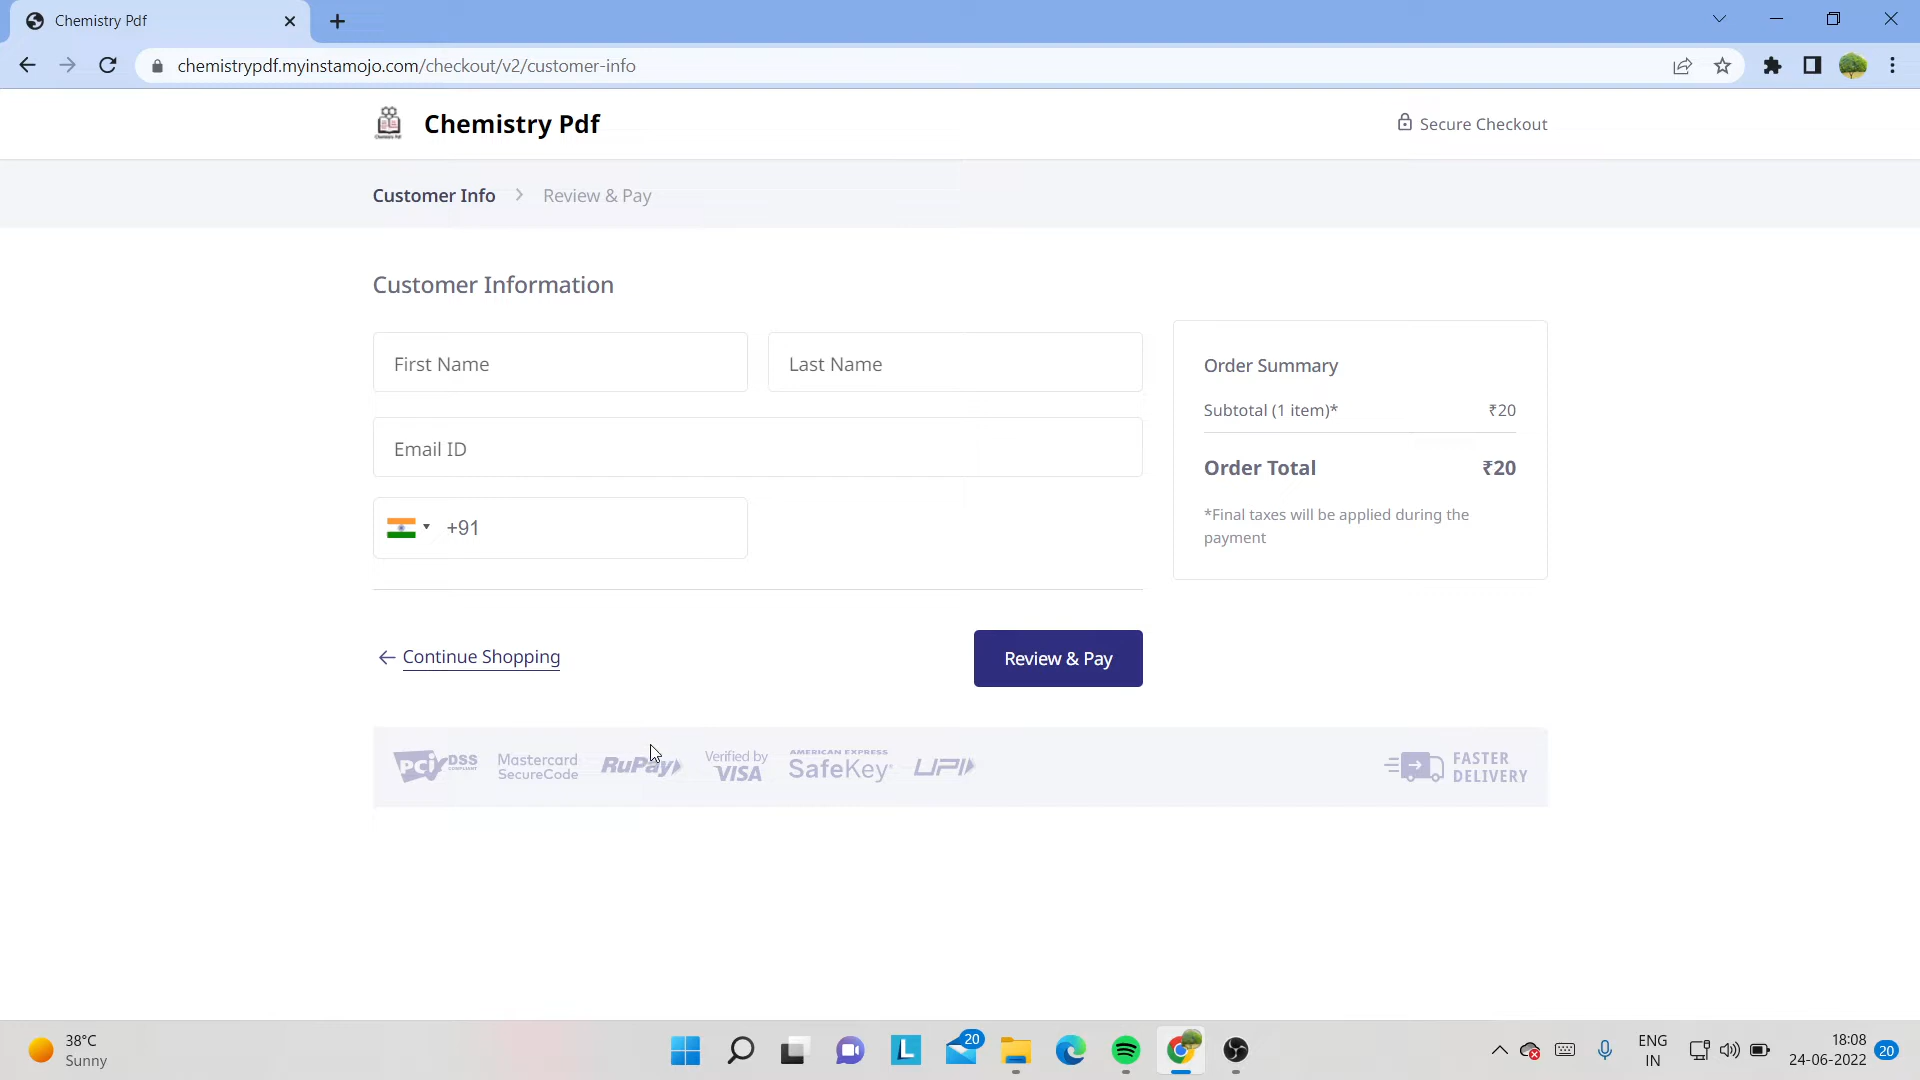 Chemistry Pdf
chemistrypdf.myinstamojo.com/checkout/v2/customer-info
Chemistry Pdf
Secure Checkout
Customer Info
Review & Pay
Customer Information
First Name
Last Name
Email ID
+91
Order Summary
Subtotal (1 item)* ₹20
Order Total ₹20
*Final taxes will be applied during the
payment
Continue Shopping
Review & Pay
PCI DSS
COMPLIANT
Mastercard
SecureCode
RuPay
Verified by
VISA
AMERICAN EXPRESS
SafeKey
UPI
FASTER
DELIVERY
38°C
Sunny
L
20
ENG
IN
18:08
24-06-2022
20